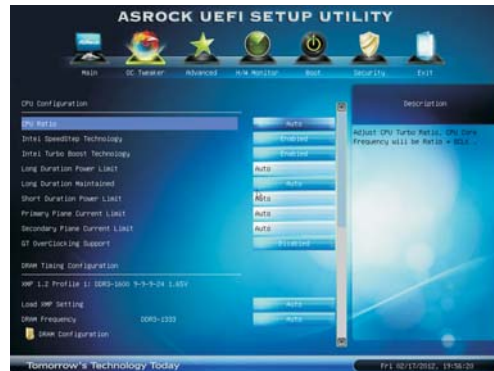 ASROCK UEFI SETUP UTILITY
Main OC Tweaker Advanced H/W Monitor Boot Security Exit
CPU Configuration
Description
CPU Ratio Auto
Adjust CPU Turbo Ratio, CPU Core
frequency will be Ratio * BCLK .
Intel SpeedStep Technology Enabled
Intel Turbo Boost Technology Enabled
Long Duration Power Limit Auto
Long Duration Maintained Auto
Short Duration Power Limit Auto
Primary Plane Current Limit Auto
Secondary Plane Current Limit Auto
GT OverClocking Support Disabled
DRAM Timing Configuration
XMP 1.2 Profile 1: DDR3-1600 9-9-9-24 1.65V
Load XMP Setting Auto
DRAM Frequency DDR3-1333 Auto
DRAM Configuration
Tomorrow's Technology Today
Fri 02/17/2012, 19:56:20